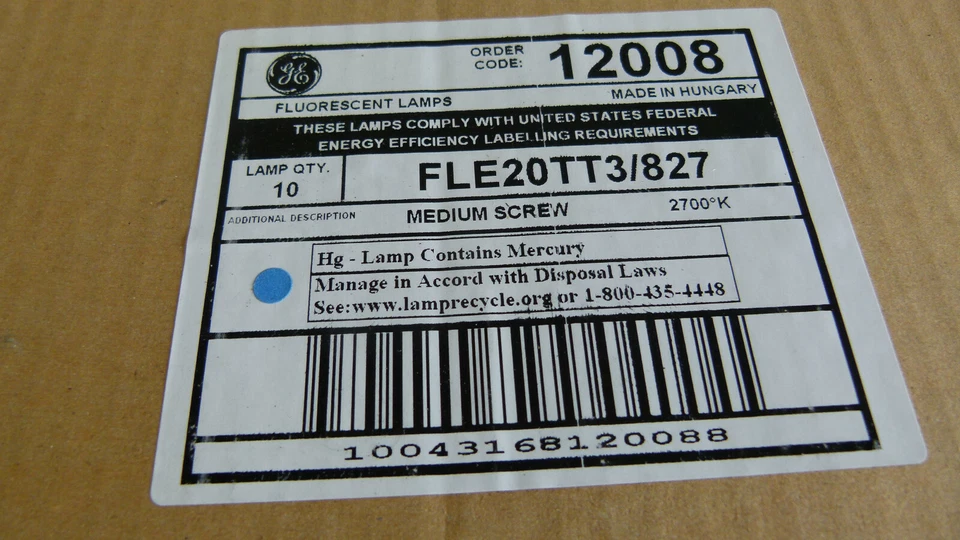 GE
ORDER CODE: 12008
FLUORESCENT LAMPS
MADE IN HUNGARY
THESE LAMPS COMPLY WITH UNITED STATES FEDERAL
ENERGY EFFICIENCY LABELLING REQUIREMENTS
LAMP QTY.
10
FLE20TT3/827
ADDITIONAL DESCRIPTION
MEDIUM SCREW
2700°K
Hg - Lamp Contains Mercury
Manage in Accord with Disposal Laws
See:www.lamprecycle.org or 1-800-435-4448
10043168120088